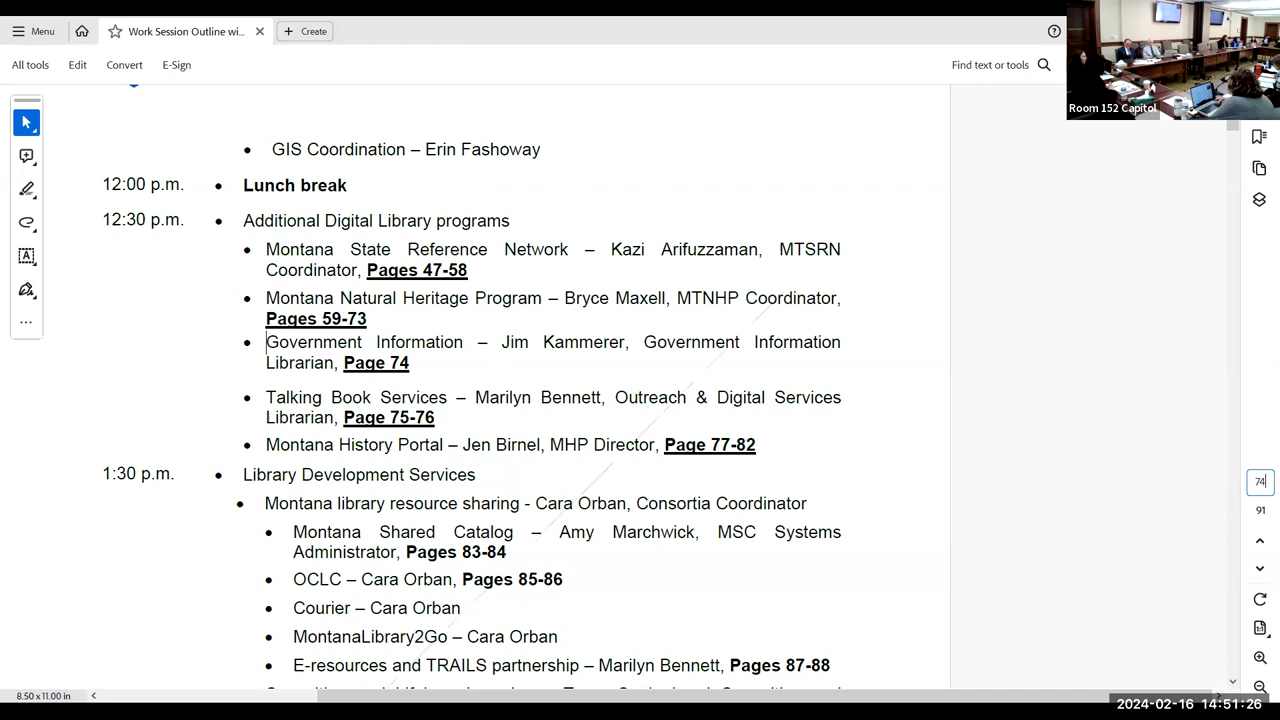 Menu
Work Session Outline wi...
Create
All tools
Edit
Convert
E-Sign
Find text or tools
Room 152 Capitol
• GIS Coordination – Erin Fashoway
12:00 p.m. • Lunch break
12:30 p.m. • Additional Digital Library programs
• Montana State Reference Network – Kazi Arifuzzaman, MTSRN
Coordinator, Pages 47-58
• Montana Natural Heritage Program – Bryce Maxell, MTNHP Coordinator,
Pages 59-73
• Government Information – Jim Kammerer, Government Information
Librarian, Page 74
• Talking Book Services – Marilyn Bennett, Outreach & Digital Services
Librarian, Page 75-76
• Montana History Portal – Jen Birnel, MHP Director, Page 77-82
1:30 p.m. • Library Development Services
• Montana library resource sharing - Cara Orban, Consortia Coordinator
• Montana Shared Catalog – Amy Marchwick, MSC Systems
Administrator, Pages 83-84
• OCLC – Cara Orban, Pages 85-86
• Courier – Cara Orban
• MontanaLibrary2Go – Cara Orban
• E-resources and TRAILS partnership – Marilyn Bennett, Pages 87-88
74
91
8.50 x 11.00 in
2024-02-16 14:51:26